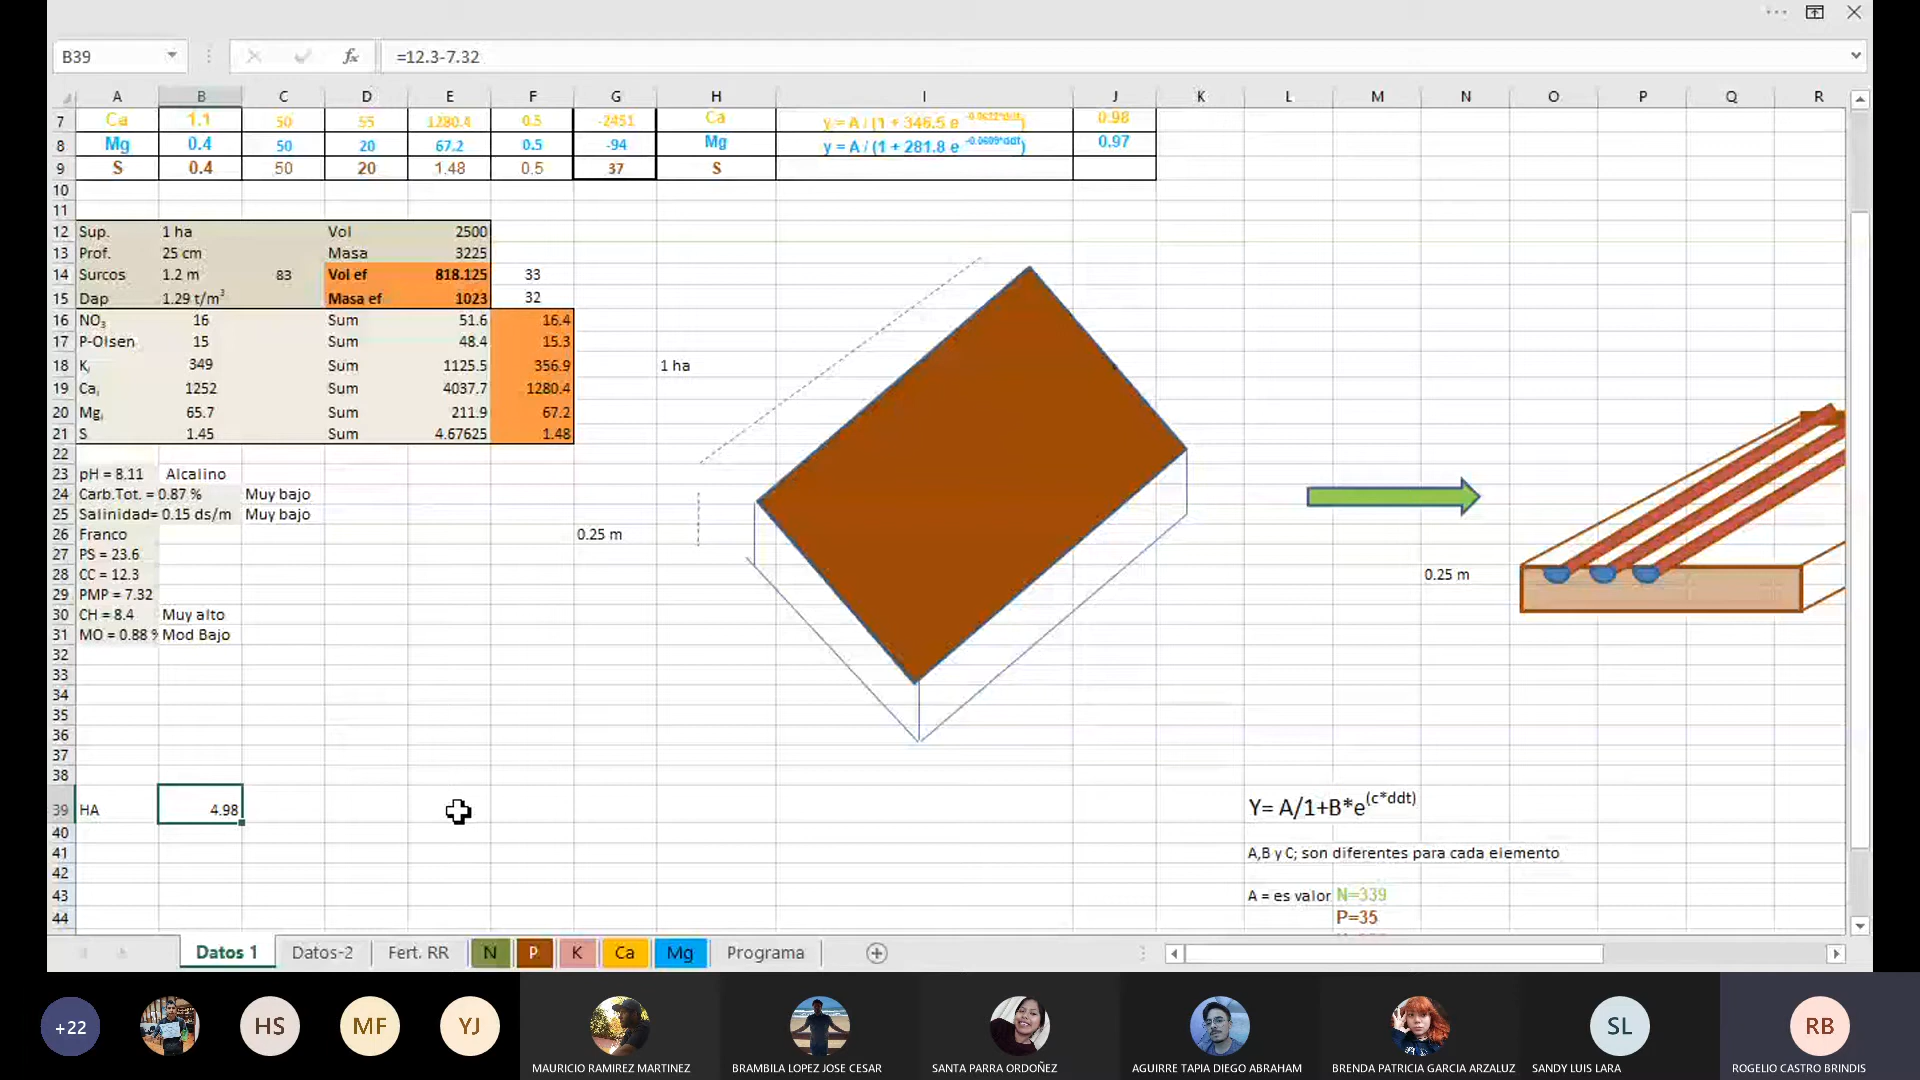 B39 fx =12.3-7.32
A B C D E F G H I J K L M N O P Q R
7 Ca 1.1 50 55 1280.4 0.5 -2451 Ca 0.98
8 Mg 0.4 50 20 67.2 0.5 -94 Mg y = A / (1 + 281.8 e -0.0609*ddt) 0.97
9 S 0.4 50 20 1.48 0.5 37 S
10
11
12 Sup. 1 ha Vol 2500
13 Prof. 25 cm Masa 3225
14 Surcos 1.2 m 83 Vol ef 818.125 33
15 Dap 1.29 t/m3 Masa ef 1023 32
16 NO3 16 Sum 51.6 16.4
17 P-Olsen 15 Sum 48.4 15.3
18 Ki 349 Sum 1125.5 356.9 1 ha
19 Cai 1252 Sum 4037.7 1280.4
20 Mgi 65.7 Sum 211.9 67.2
21 S 1.45 Sum 4.67625 1.48
22
23 pH = 8,11 Alcalino
24 Carb.Tot. = 0.87 % Muy bajo
25 Salinidad= 0.15 ds/m Muy bajo
26 Franco 0.25 m
27 PS = 23.6
28 CC = 12.3 0.25 m
29 PMP = 7.32
30 CH = 8.4 Muy alto
31 MO = 0.88 % Mod Bajo
32
33
34
35
36
37
38
39 HA 4.98 Y= A/1+B*e(c*ddt)
40
41 A,B y C; son diferentes para cada elemento
42
43 A = es valor N=339
44 P=35
Datos 1 Datos-2 Fert. RR N P K Ca Mg Programa
+22 HS MF YJ SL RB
MAURICIO RAMIREZ MARTINEZ BRAMBILA LOPEZ JOSE CESAR SANTA PARRA ORDOÑEZ AGUIRRE TAPIA DIEGO ABRAHAM BRENDA PATRICIA GARCIA ARZALUZ SANDY LUIS LARA ROGELIO CASTRO BRINDIS